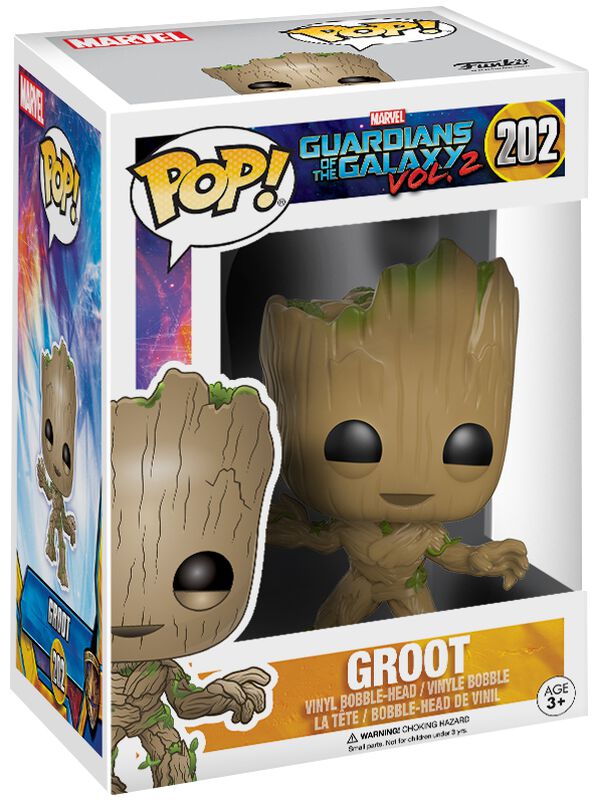 MARVEL
POP!
Funko
MARVEL
MARVEL
GUARDIANS
OF THE GALAXY
VOL. 2
202
POP!
®
POP!
GROOT
202
GROOT
VINYL BOBBLE-HEAD / VINYLE BOBBLE
LA TÊTE / BOBBLE-HEAD DE VINIL
AGE
3+
⚠ WARNING! CHOKING HAZARD
Small parts. Not for children under 3 yrs.